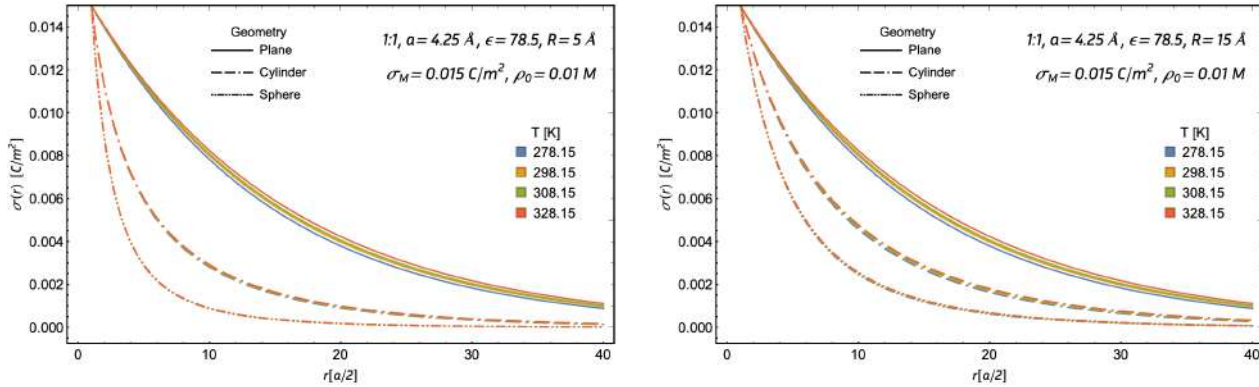 0.014
0.012
0.010
0.008
0.006
0.004
0.002
0.000
σ(r) [C/m²]
Geometry
Plane
Cylinder
Sphere
1:1, a= 4.25 Å, ϵ= 78.5, R= 5 Å
σM= 0.015 C/m², ρ0= 0.01 M
T [K]
278.15
298.15
308.15
328.15
0 10 20 30 40
r[a/2]
0.014
0.012
0.010
0.008
0.006
0.004
0.002
0.000
σ(r) [C/m²]
Geometry
Plane
Cylinder
Sphere
1:1, a= 4.25 Å, ϵ= 78.5, R= 15 Å
σM= 0.015 C/m², ρ0= 0.01 M
T [K]
278.15
298.15
308.15
328.15
0 10 20 30 40
r[a/2]